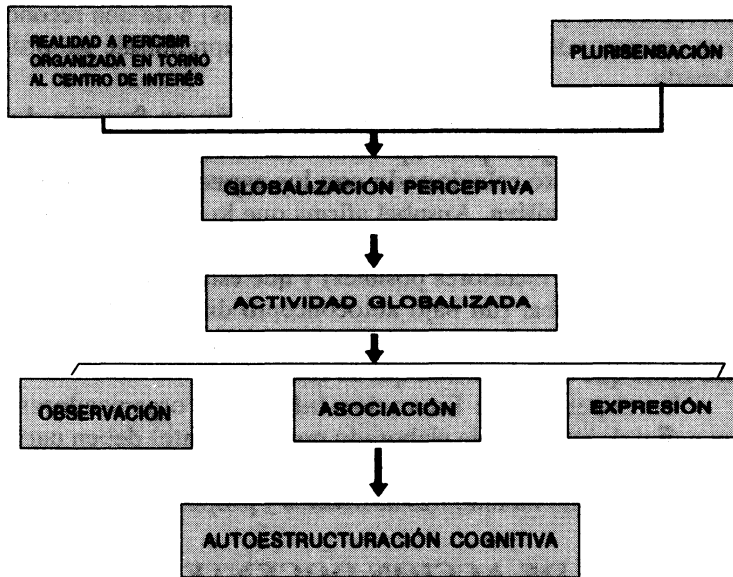 REALIDAD A PERCIBIR
ORGANIZADA EN TORNO
AL CENTRO DE INTERÉS
PLURISENSACIÓN
GLOBALIZACIÓN PERCEPTIVA
ACTIVIDAD GLOBALIZADA
OBSERVACIÓN
ASOCIACIÓN
EXPRESIÓN
AUTOESTRUCTURACIÓN COGNITIVA